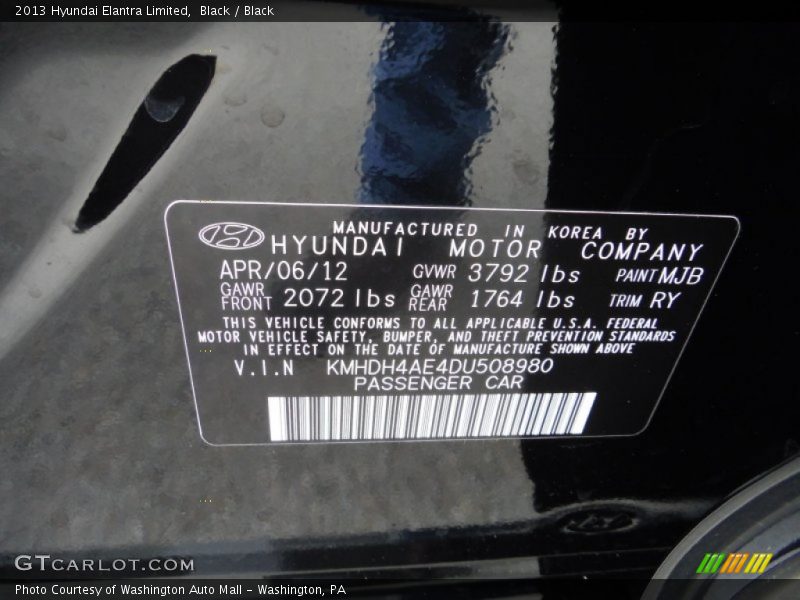 2013 Hyundai Elantra Limited, Black / Black
MANUFACTURED IN KOREA BY
HYUNDAI MOTOR COMPANY
APR/06/12 GVWR 3792 lbs PAINT MJB
GAWR FRONT 2072 lbs GAWR REAR 1764 lbs TRIM RY
THIS VEHICLE CONFORMS TO ALL APPLICABLE U.S.A. FEDERAL
MOTOR VEHICLE SAFETY, BUMPER, AND THEFT PREVENTION STANDARDS
IN EFFECT ON THE DATE OF MANUFACTURE SHOWN ABOVE
V.I.N KMHDH4AE4DU508980
PASSENGER CAR
GTCARLOT.COM
Photo Courtesy of Washington Auto Mall - Washington, PA